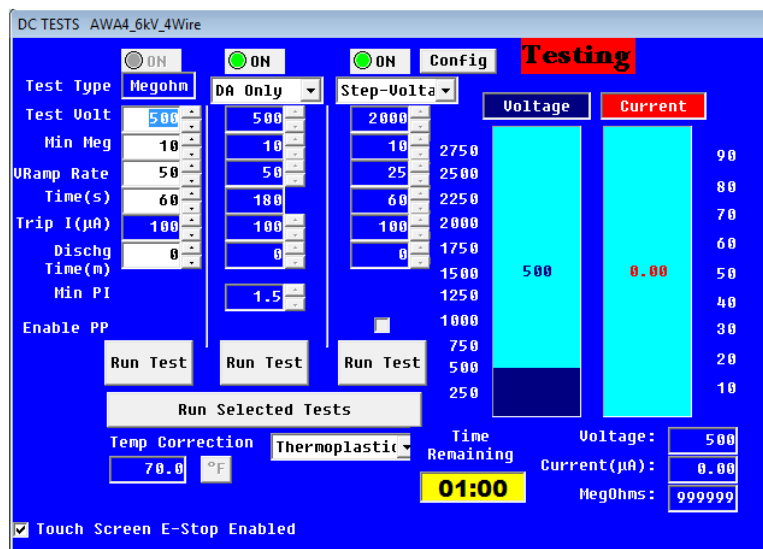 DC TESTS AWA4_6kV_4Wire
ON ON ON Config Testing
Test Type Megohm DA Only Step-Volta
Test Volt 500 500 2000
Min Meg 10 10 10
VRamp Rate 50 50 25
Time(s) 60 180 60
Trip I(µA) 100 100 100
Dischg Time(m) 0 0 0
Min PI 1.5
Enable PP
Run Test Run Test Run Test
Run Selected Tests
Temp Correction Thermoplastic
70.0 °F
Voltage Current
2750
2500
2250
2000
1750
1500
1250
1000
750
500
250
500
0.00
90
80
70
60
50
40
30
20
10
Time Remaining
01:00
Voltage: 500
Current(µA): 0.00
MegOhms: 999999
Touch Screen E-Stop Enabled